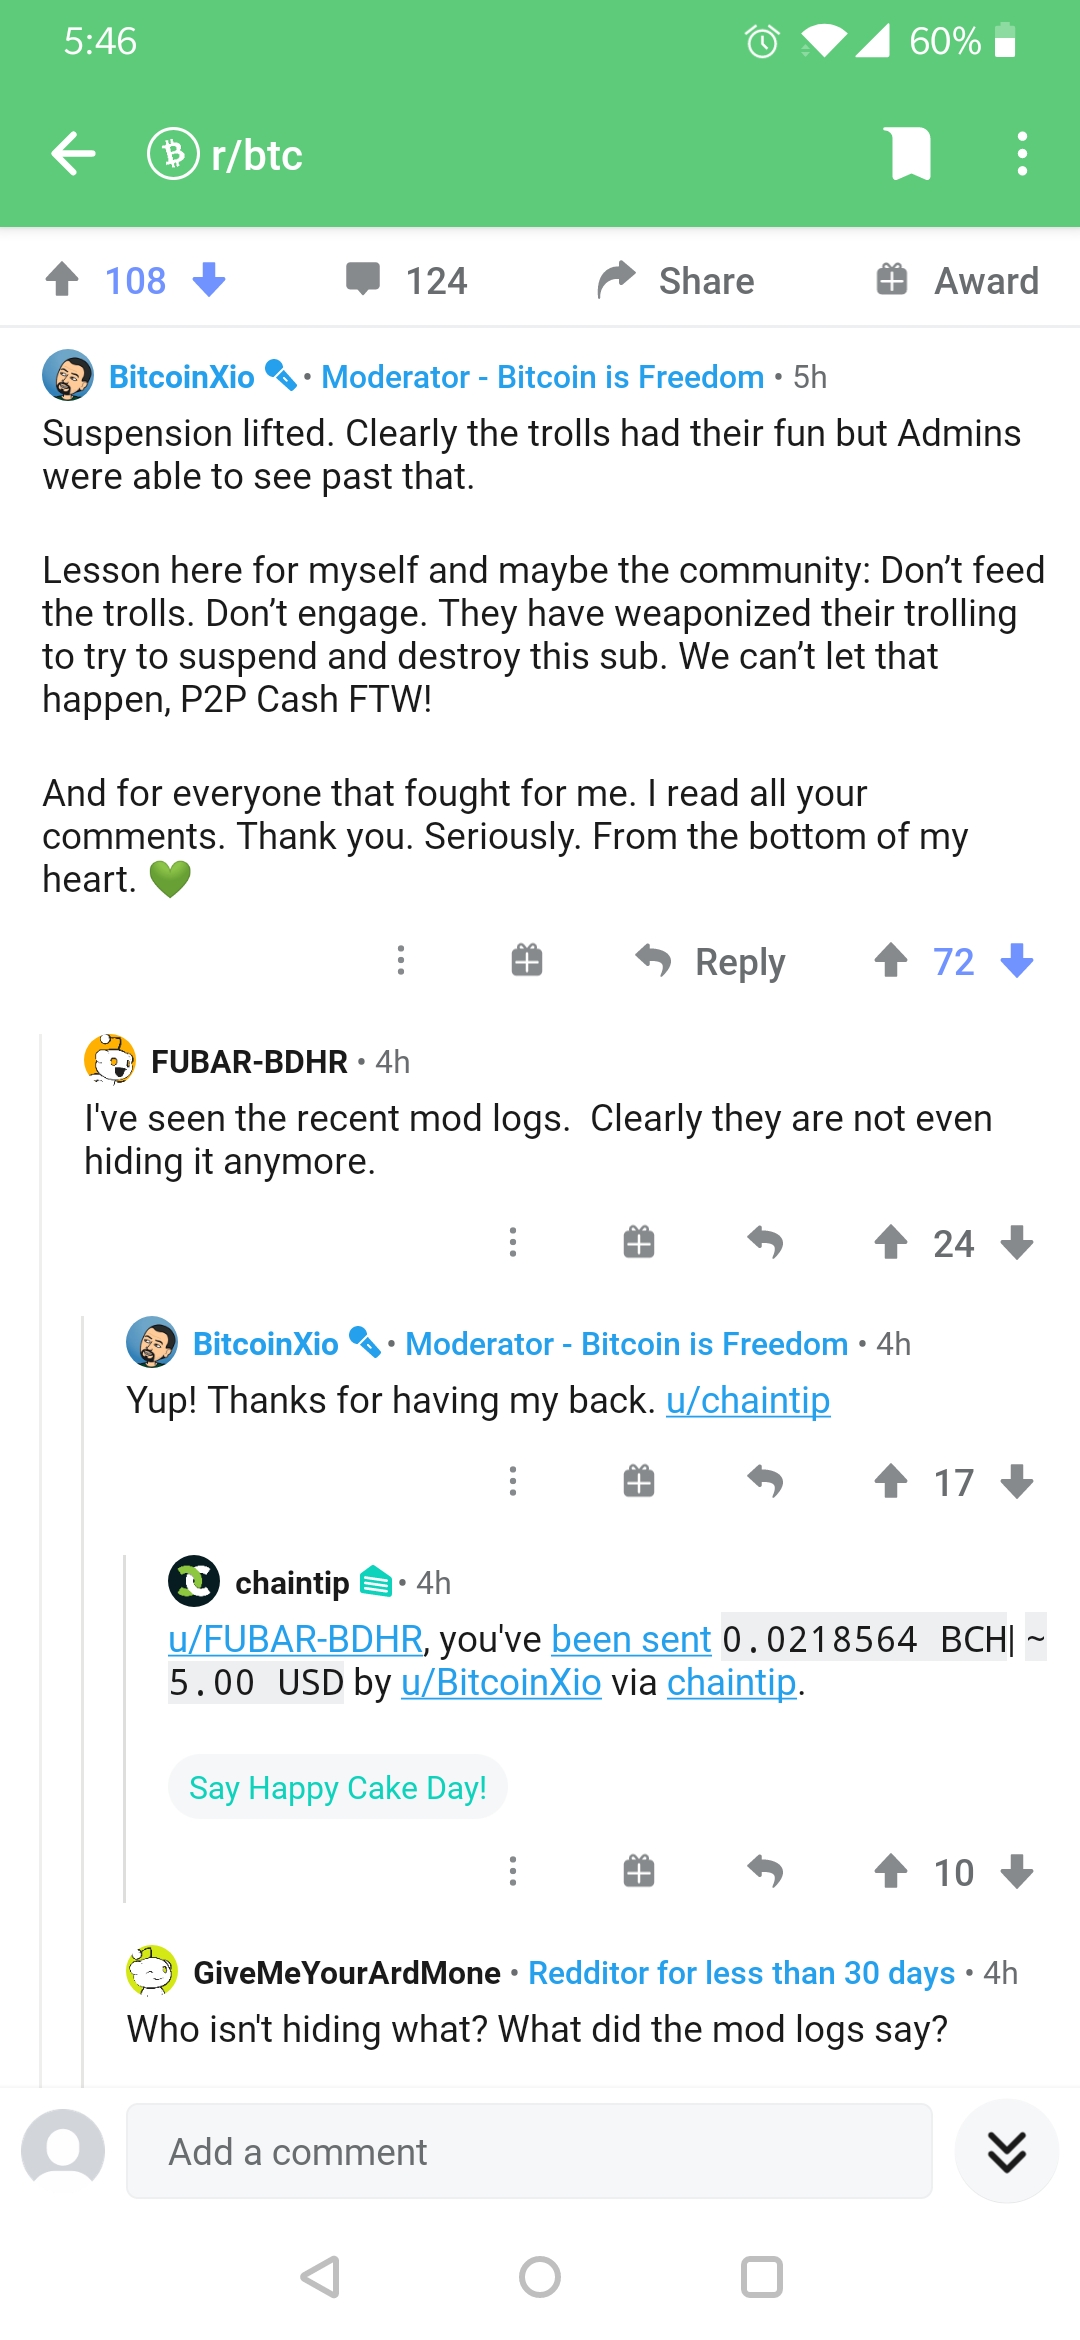 5:46
60%
r/btc
108
124
Share
Award
BitcoinXio • Moderator - Bitcoin is Freedom • 5h
Suspension lifted. Clearly the trolls had their fun but Admins
were able to see past that.
Lesson here for myself and maybe the community: Don’t feed
the trolls. Don’t engage. They have weaponized their trolling
to try to suspend and destroy this sub. We can’t let that
happen, P2P Cash FTW!
And for everyone that fought for me. I read all your
comments. Thank you. Seriously. From the bottom of my
heart. 💚
Reply
72
FUBAR-BDHR • 4h
I've seen the recent mod logs.  Clearly they are not even
hiding it anymore.
24
BitcoinXio • Moderator - Bitcoin is Freedom • 4h
Yup! Thanks for having my back. u/chaintip
17
chaintip • 4h
u/FUBAR-BDHR, you've been sent 0.0218564 BCH| ~
5.00 USD by u/BitcoinXio via chaintip.
Say Happy Cake Day!
10
GiveMeYourArdMone • Redditor for less than 30 days • 4h
Who isn't hiding what? What did the mod logs say?
Add a comment